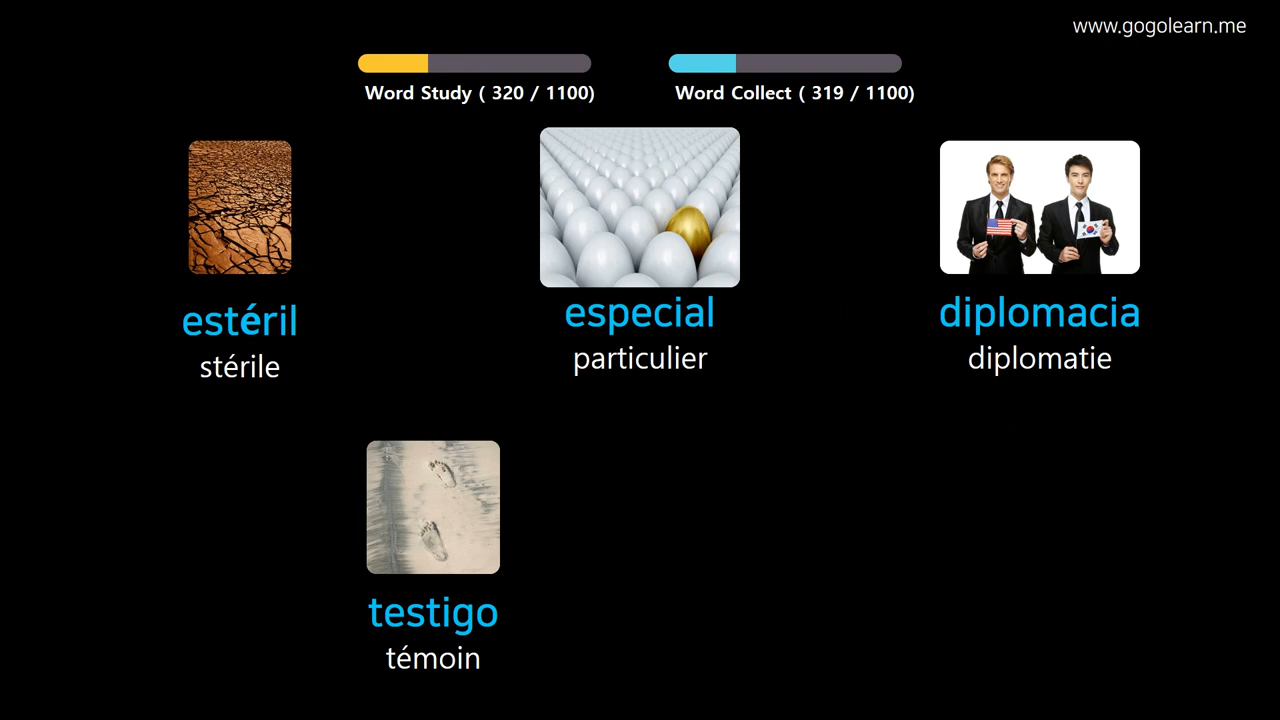 www.gogolearn.me
Word Study ( 320 / 1100)
Word Collect ( 319 / 1100)
estéril
stérile
especial
particulier
diplomacia
diplomatie
testigo
témoin